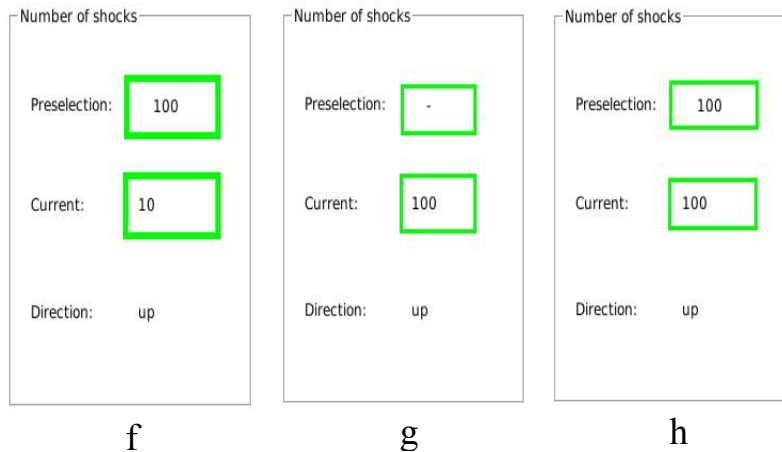 Number of shocks
Preselection: 100
Current: 10
Direction: up
f
Number of shocks
Preselection: -
Current: 100
Direction: up
g
Number of shocks
Preselection: 100
Current: 100
Direction: up
h